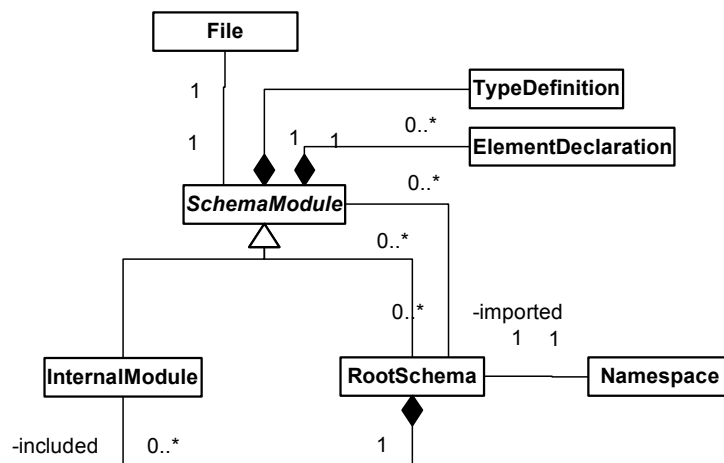 File
1
TypeDefinition
0..*
1
1
1
ElementDeclaration
0..*
SchemaModule
0..*
0..*
-imported
1
1
InternalModule
RootSchema
Namespace
-included
0..*
1